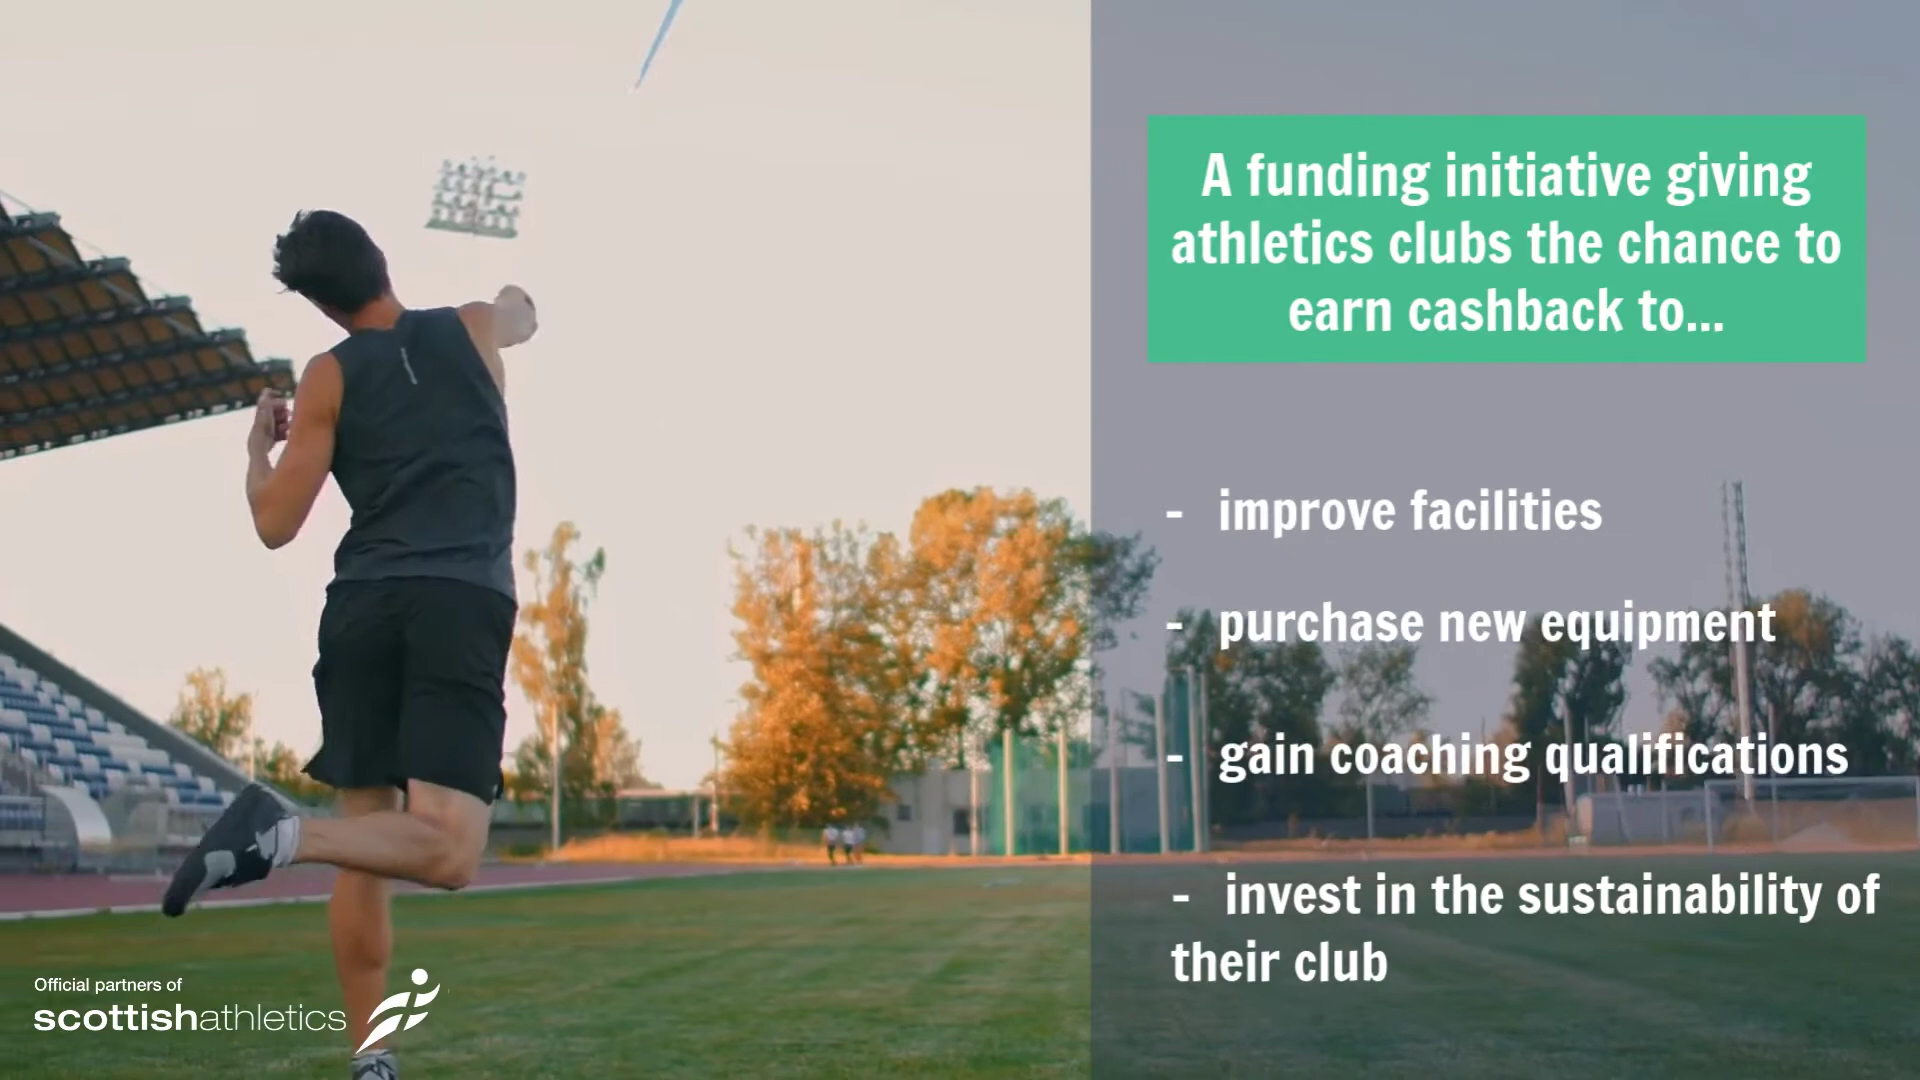 A funding initiative giving
athletics clubs the chance to
earn cashback to...
- improve facilities
- purchase new equipment
- gain coaching qualifications
- invest in the sustainability of
their club
Official partners of
scottishathletics